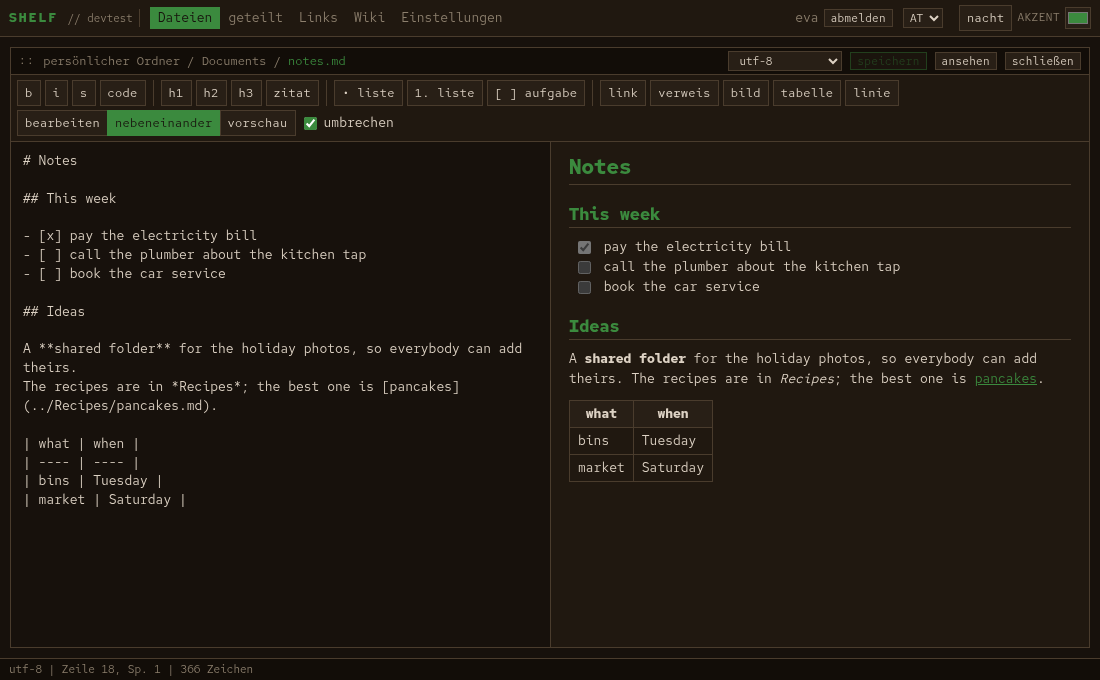 SHELF // devtest Dateien geteilt Links Wiki Einstellungen eva abmelden AT nacht AKZENT
:: persönlicher Ordner / Documents / notes.md utf-8 speichern ansehen schließen
b i s code h1 h2 h3 zitat • liste 1. liste [ ] aufgabe link verweis bild tabelle linie
bearbeiten nebeneinander vorschau umbrechen
# Notes
## This week
- [x] pay the electricity bill
- [ ] call the plumber about the kitchen tap
- [ ] book the car service
## Ideas
A **shared folder** for the holiday photos, so everybody can add
theirs.
The recipes are in *Recipes*; the best one is [pancakes]
(../Recipes/pancakes.md).
| what | when |
| ---- | ---- |
| bins | Tuesday |
| market | Saturday |
Notes
This week
pay the electricity bill
call the plumber about the kitchen tap
book the car service
Ideas
A shared folder for the holiday photos, so everybody can add
theirs. The recipes are in Recipes; the best one is pancakes.
what when
bins Tuesday
market Saturday
utf-8 | Zeile 18, Sp. 1 | 366 Zeichen